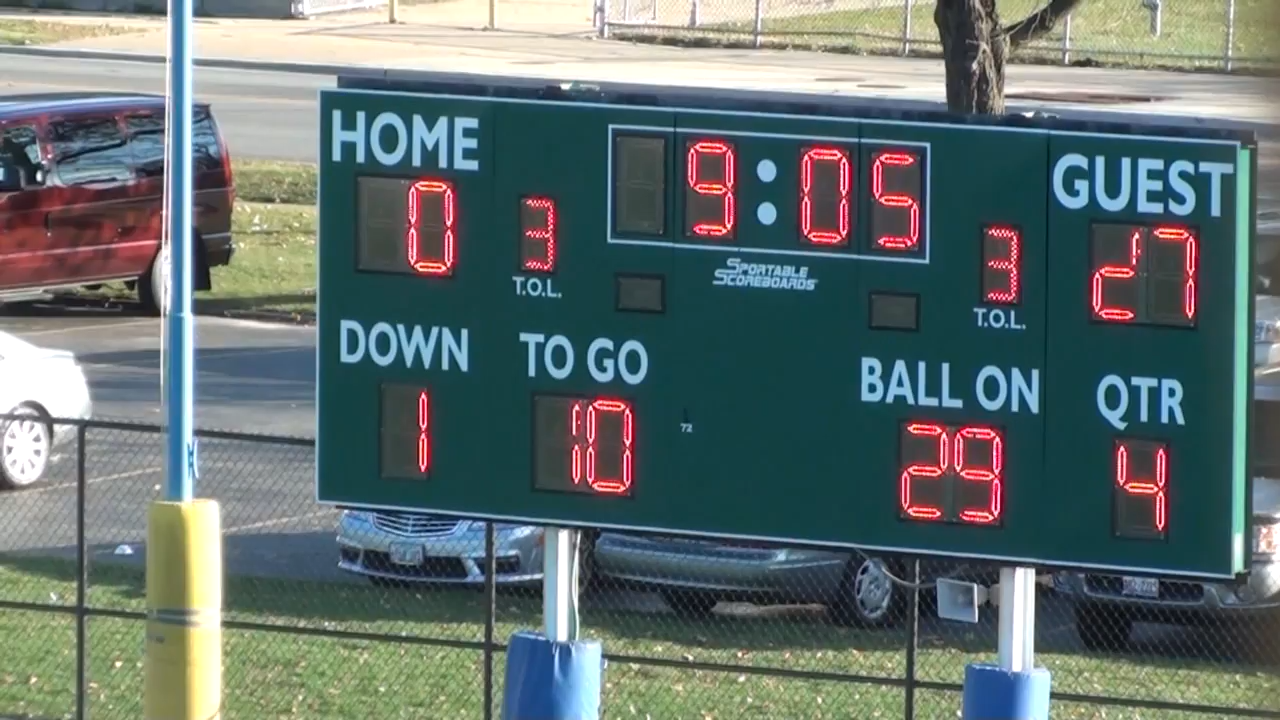 HOME 9:05 GUEST
0 3 3 27
T.O.L. SPORTABLE SCOREBOARDS T.O.L.
DOWN TO GO BALL ON QTR
1 10 72 29 4